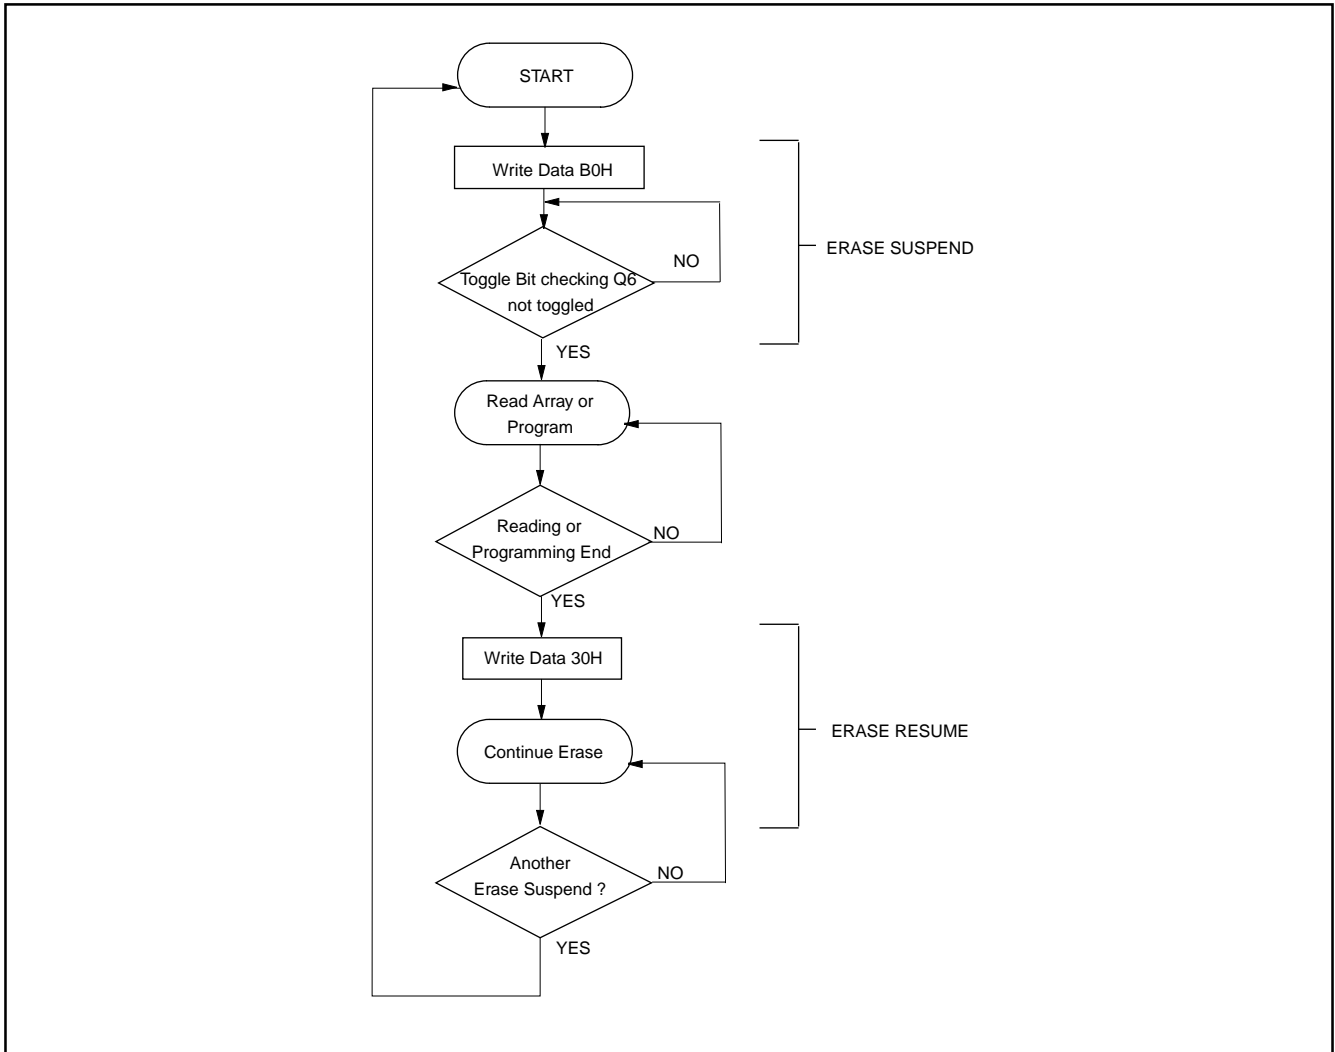 START
Write Data B0H
ERASE SUSPEND
NO
Toggle Bit checking Q6
not toggled
YES
Read Array or
Program
Reading or
Programming End
NO
YES
Write Data 30H
ERASE RESUME
Continue Erase
Another
Erase Suspend ?
NO
YES